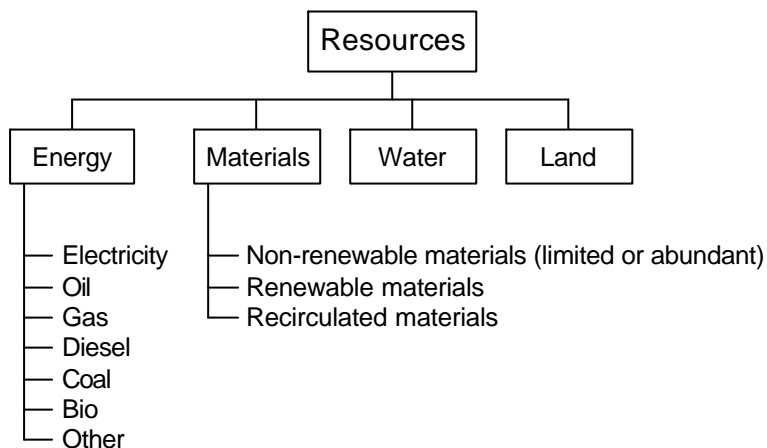 Resources
Energy
Materials
Water
Land
Electricity
Oil
Gas
Diesel
Coal
Bio
Other
Non-renewable materials (limited or abundant)
Renewable materials
Recirculated materials